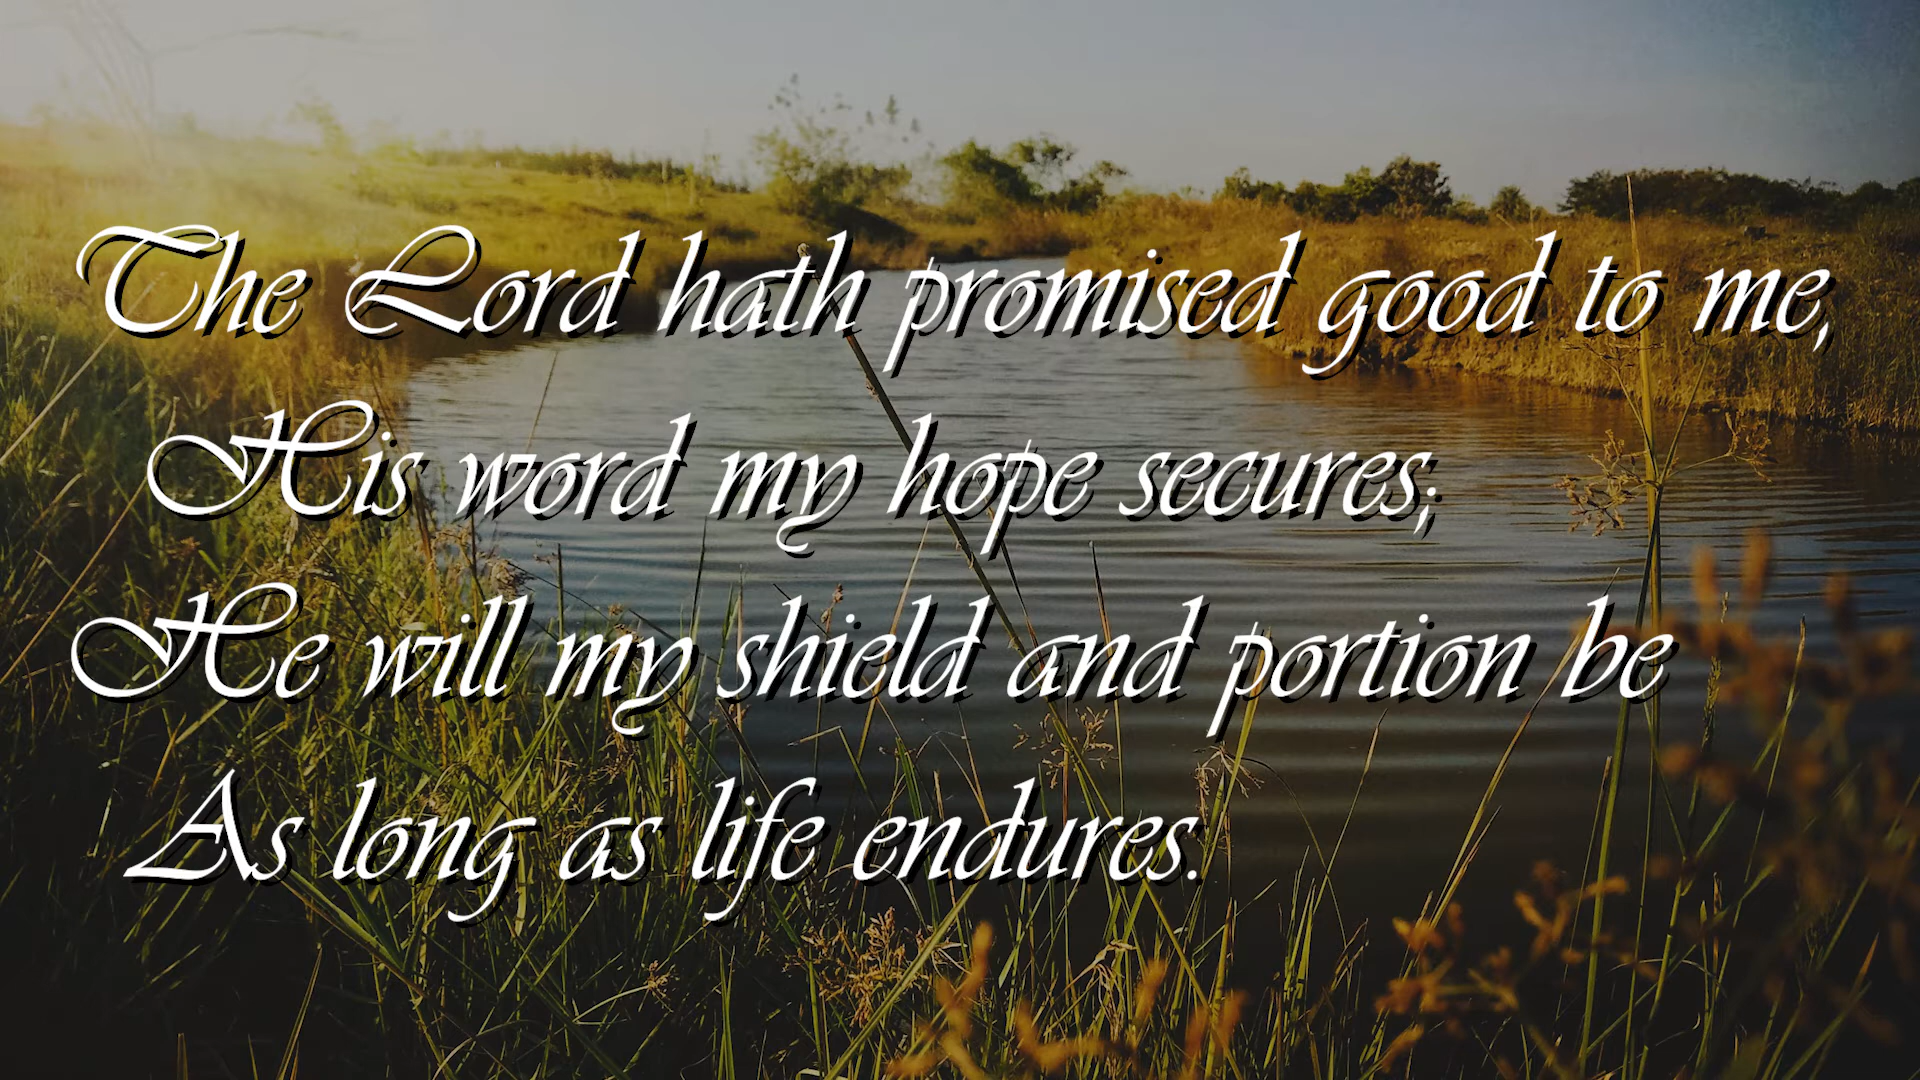 The Lord hath promised good to me,
His word my hope secures;
He will my shield and portion be
As long as life endures.